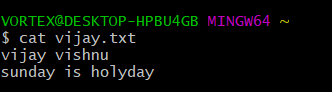 VORTEX@DESKTOP-HPBU4GB MINGW64 ~
$ cat vijay.txt
vijay vishnu
sunday is holyday